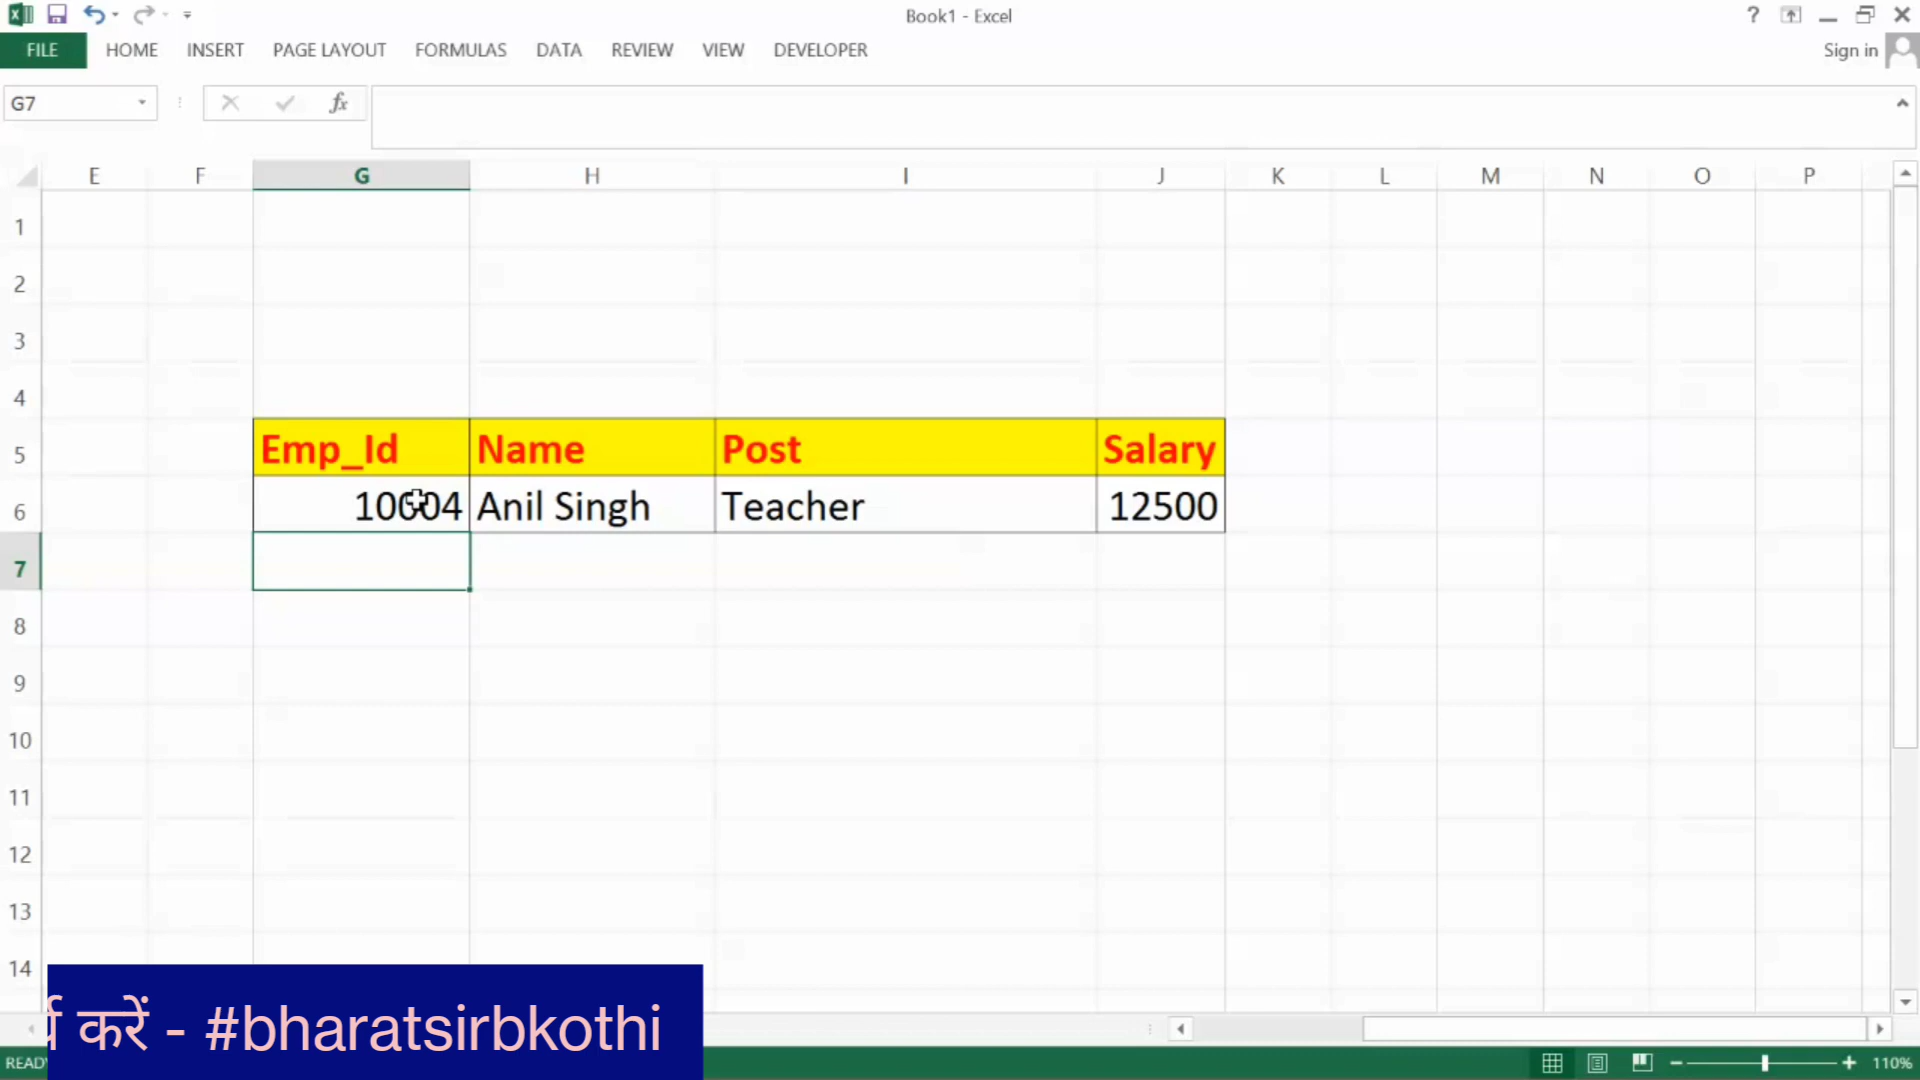 Book1 - Excel
FILE HOME INSERT PAGE LAYOUT FORMULAS DATA REVIEW VIEW DEVELOPER Sign in
G7 fx
E F G H I J K L M N O P
1
2
3
4
5 Emp_Id Name Post Salary
6 10004 Anil Singh Teacher 12500
7
8
9
10
11
12
13
14
करें - #bharatsirbkothi
110%